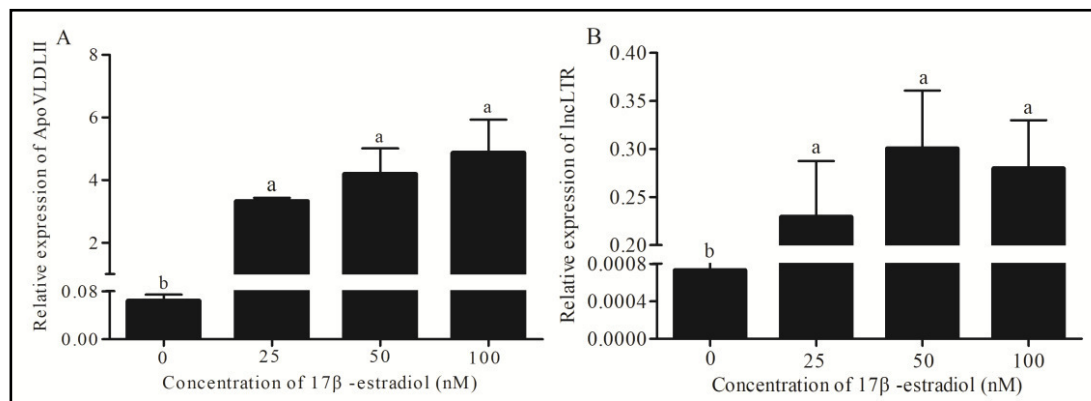 A
Relative expression of ApoVLDLII
8
6
4
2
0.08
0.00
b
a
a
a
0
25
50
100
Concentration of 17β -estradiol (nM)
B
Relative expression of lncLTR
0.40
0.35
0.30
0.25
0.20
0.0008
0.0004
0.0000
b
a
a
a
0
25
50
100
Concentration of 17β -estradiol (nM)